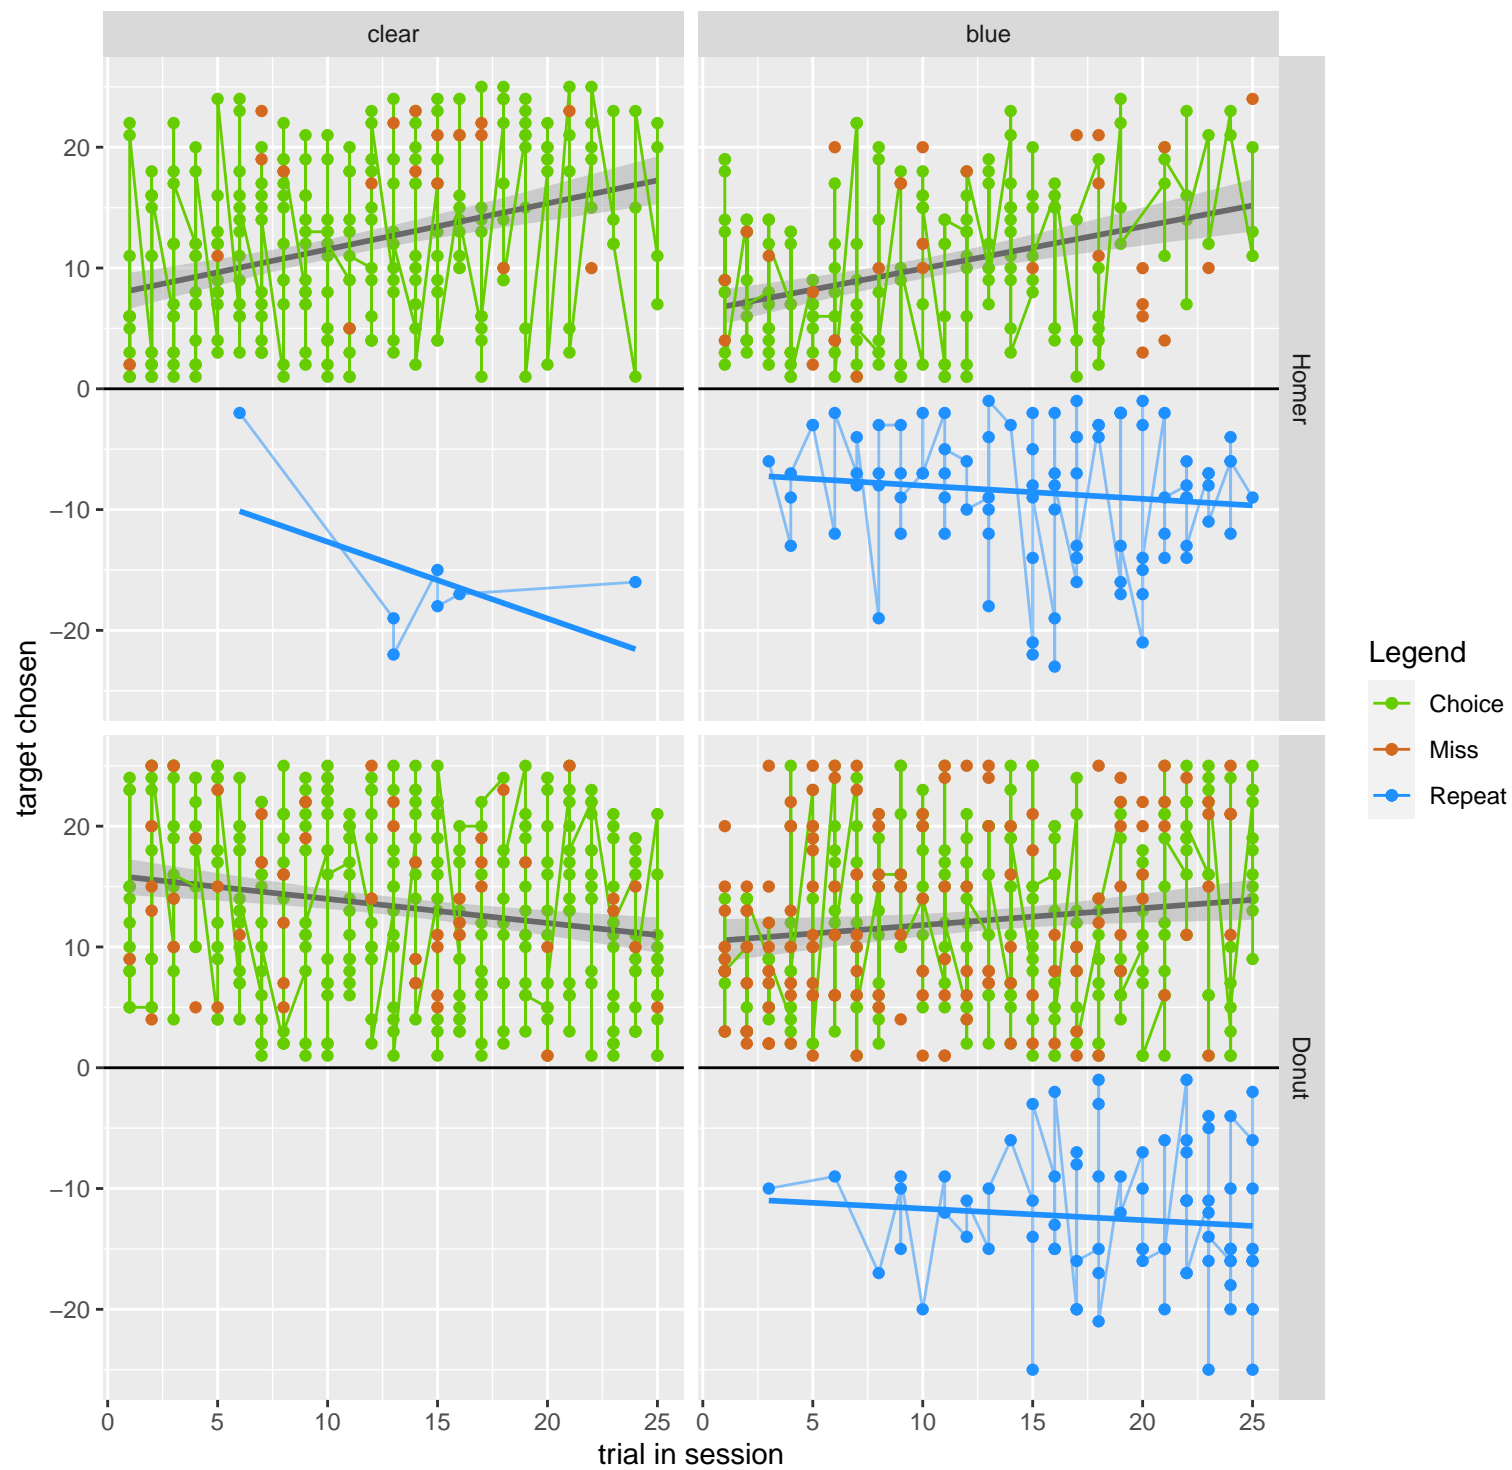 clear
blue
20
10
0
−10
−20
Homer
target chosen
Legend
Choice
Miss
Repeat
20
10
0
−10
−20
Donut
0 5 10 15 20 25 0 5 10 15 20 25
trial in session